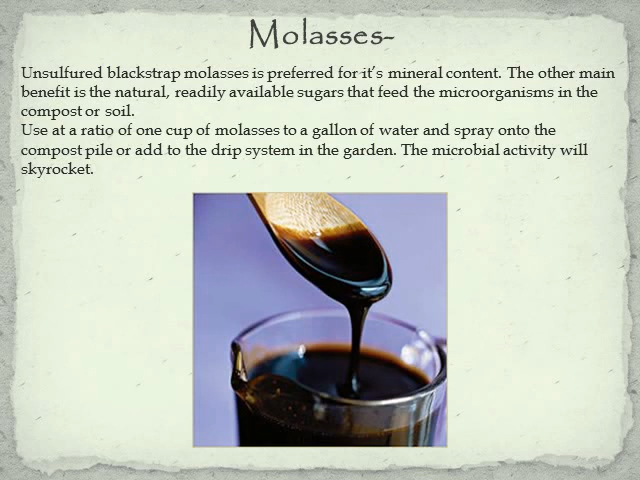 Molasses-
Unsulfured blackstrap molasses is preferred for it’s mineral content. The other main
benefit is the natural, readily available sugars that feed the microorganisms in the
compost or soil.
Use at a ratio of one cup of molasses to a gallon of water and spray onto the
compost pile or add to the drip system in the garden. The microbial activity will
skyrocket.